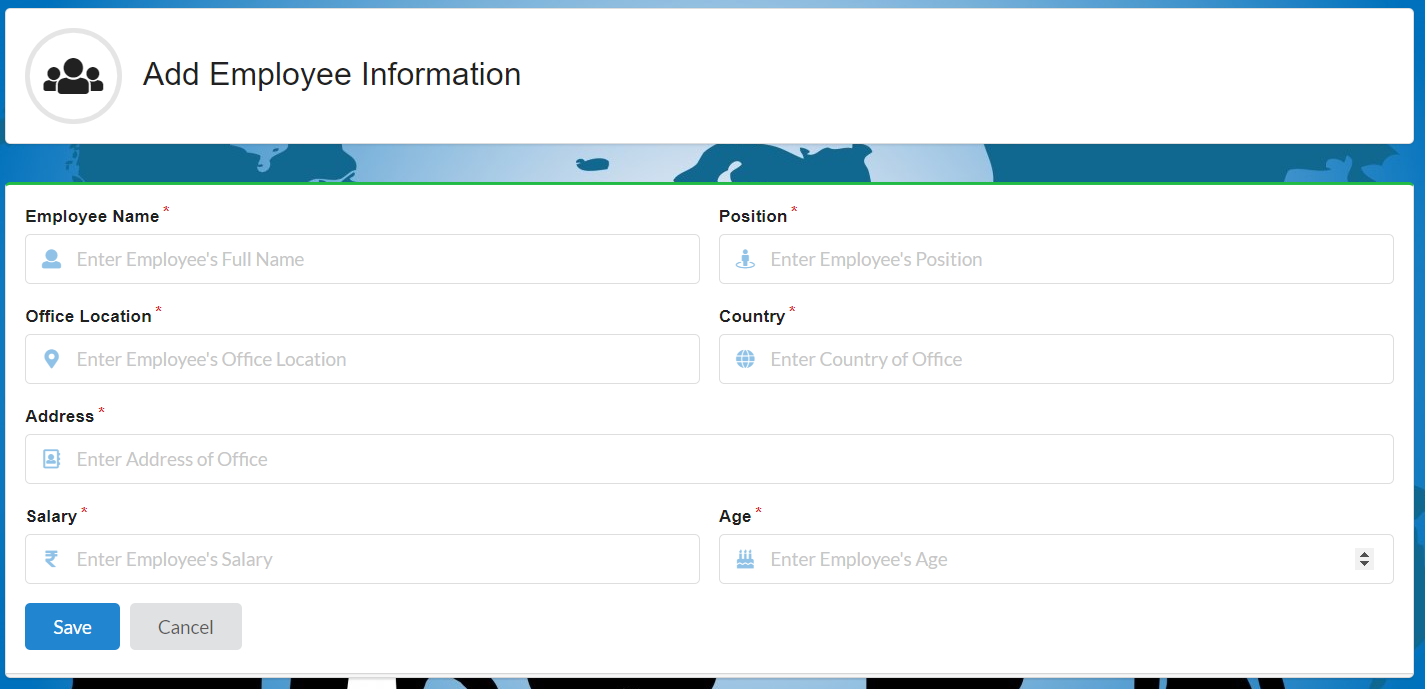 Add Employee Information
Employee Name *
Position *
Enter Employee's Full Name
Enter Employee's Position
Office Location *
Country *
Enter Employee's Office Location
Enter Country of Office
Address *
Enter Address of Office
Salary *
Age *
₹ Enter Employee's Salary
Enter Employee's Age
Save
Cancel